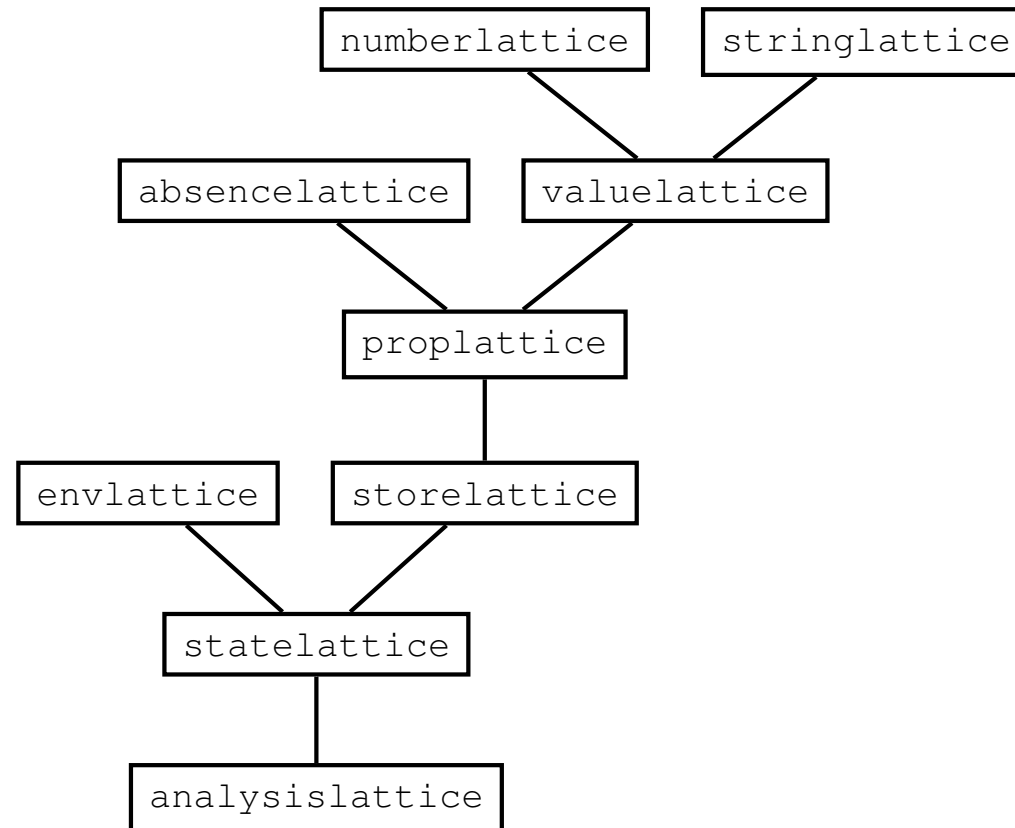 numberlattice
stringlattice
absencelattice
valuelattice
proplattice
envlattice
storelattice
statelattice
analysislattice